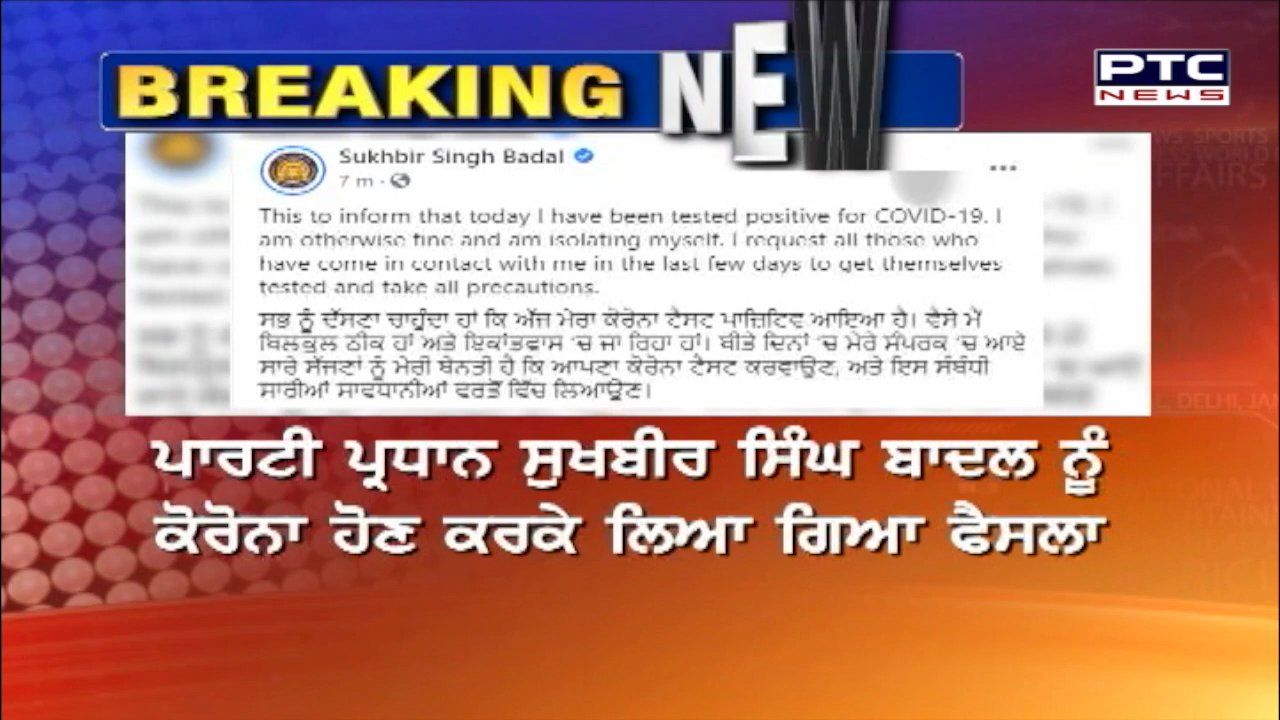 BREAKING NEW
PTC
NEWS
Sukhbir Singh Badal
7 m ·
This to inform that today I have been tested positive for COVID-19. I
am otherwise fine and am isolating myself. I request all those who
have come in contact with me in the last few days to get themselves
tested and take all precautions.
ਸਭ ਨੂੰ ਦੱਸਣਾ ਚਾਹੁੰਦਾ ਹਾਂ ਕਿ ਅੱਜ ਮੇਰਾ ਕੋਰੋਨਾ ਟੈਸਟ ਪਾਜ਼ਿਟਿਵ ਆਇਆ ਹੈ। ਵੈਸੇ ਮੈਂ
ਬਿਲਕੁਲ ਠੀਕ ਹਾਂ ਅਤੇ ਇਕਾਂਤਵਾਸ 'ਚ ਜਾ ਰਿਹਾ ਹਾਂ। ਬੀਤੇ ਦਿਨਾਂ 'ਚ ਮੇਰੇ ਸੰਪਰਕ 'ਚ ਆਏ
ਸਾਰੇ ਸੱਜਣਾਂ ਨੂੰ ਮੇਰੀ ਬੇਨਤੀ ਹੈ ਕਿ ਆਪਣਾ ਕੋਰੋਨਾ ਟੈਸਟ ਕਰਵਾਉਣ, ਅਤੇ ਇਸ ਸੰਬੰਧੀ
ਸਾਰੀਆਂ ਸਾਵਧਾਨੀਆਂ ਵਰਤੋਂ ਵਿੱਚ ਲਿਆਉਣ।
ਪਾਰਟੀ ਪ੍ਰਧਾਨ ਸੁਖਬੀਰ ਸਿੰਘ ਬਾਦਲ ਨੂੰ
ਕੋਰੋਨਾ ਹੋਣ ਕਰਕੇ ਲਿਆ ਗਿਆ ਫੈਸਲਾ